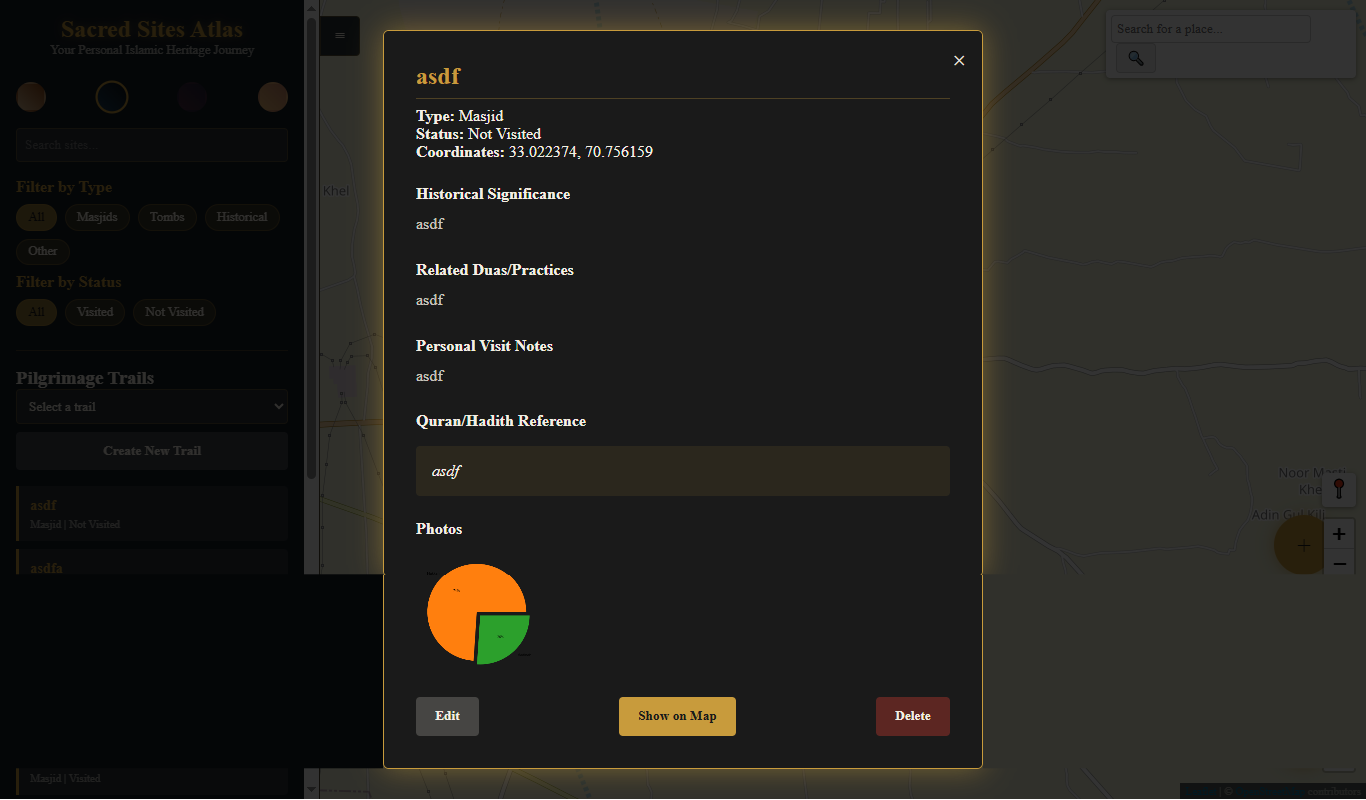 Sacred Sites Atlas
Your Personal Islamic Heritage Journey
Search sites...
Filter by Type
All
Masjids
Tombs
Historical
Other
Filter by Status
All
Visited
Not Visited
Pilgrimage Trails
Select a trail
Create New Trail
asdf
Masjid | Not Visited
asdfa
Masjid | Visited
≡
Khel
asdf
×
Type: Masjid
Status: Not Visited
Coordinates: 33.022374, 70.756159
Historical Significance
asdf
Related Duas/Practices
asdf
Personal Visit Notes
asdf
Quran/Hadith Reference
asdf
Photos
Edit
Show on Map
Delete
Search for a place...
Noor
Khe
Adin Gul Kili
+
+
−
| © contributors